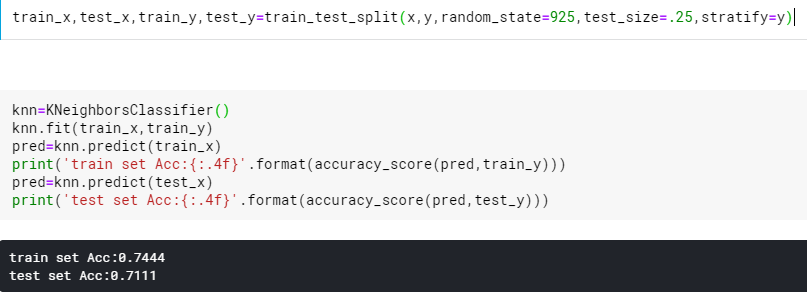 train_x,test_x,train_y,test_y=train_test_split(x,y,random_state=925,test_size=.25,stratify=y)
knn=KNeighborsClassifier()
knn.fit(train_x,train_y)
pred=knn.predict(train_x)
print('train set Acc:{:.4f}'.format(accuracy_score(pred,train_y)))
pred=knn.predict(test_x)
print('test set Acc:{:.4f}'.format(accuracy_score(pred,test_y)))
train set Acc:0.7444
test set Acc:0.7111